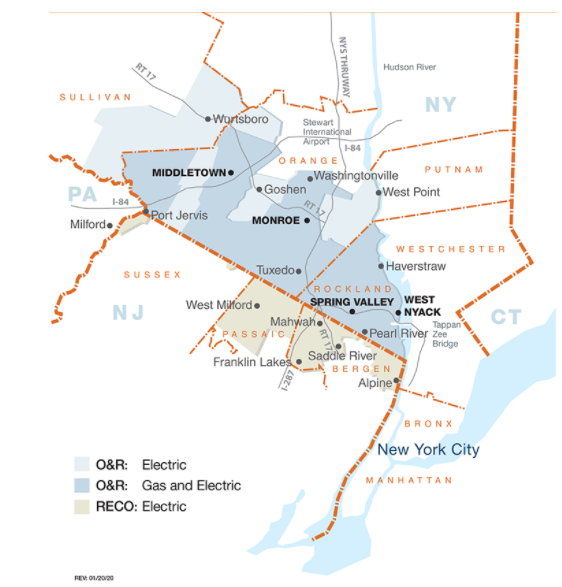 Hudson River
RT 17
NYS THRUWAY
SULLIVAN
NY
Wurtsboro
Stewart
International
Airport
I-84
ORANGE
MIDDLETOWN
Washingtonville
PUTNAM
PA
Goshen
West Point
I-84
RT 17
Port Jervis
MONROE
Milford
WESTCHESTER
Haverstraw
Tuxedo
SUSSEX
ROCKLAND
SPRING VALLEY
WEST
NYACK
West Milford
NJ
CT
Mahwah
PASSAIC
Pearl River
Tappan
Zee
Bridge
RT 17
Saddle River
Franklin Lakes
BERGEN
I-287
Alpine
BRONX
New York City
MANHATTAN
O&R: Electric
O&R: Gas and Electric
RECO: Electric
REV: 01/20/20